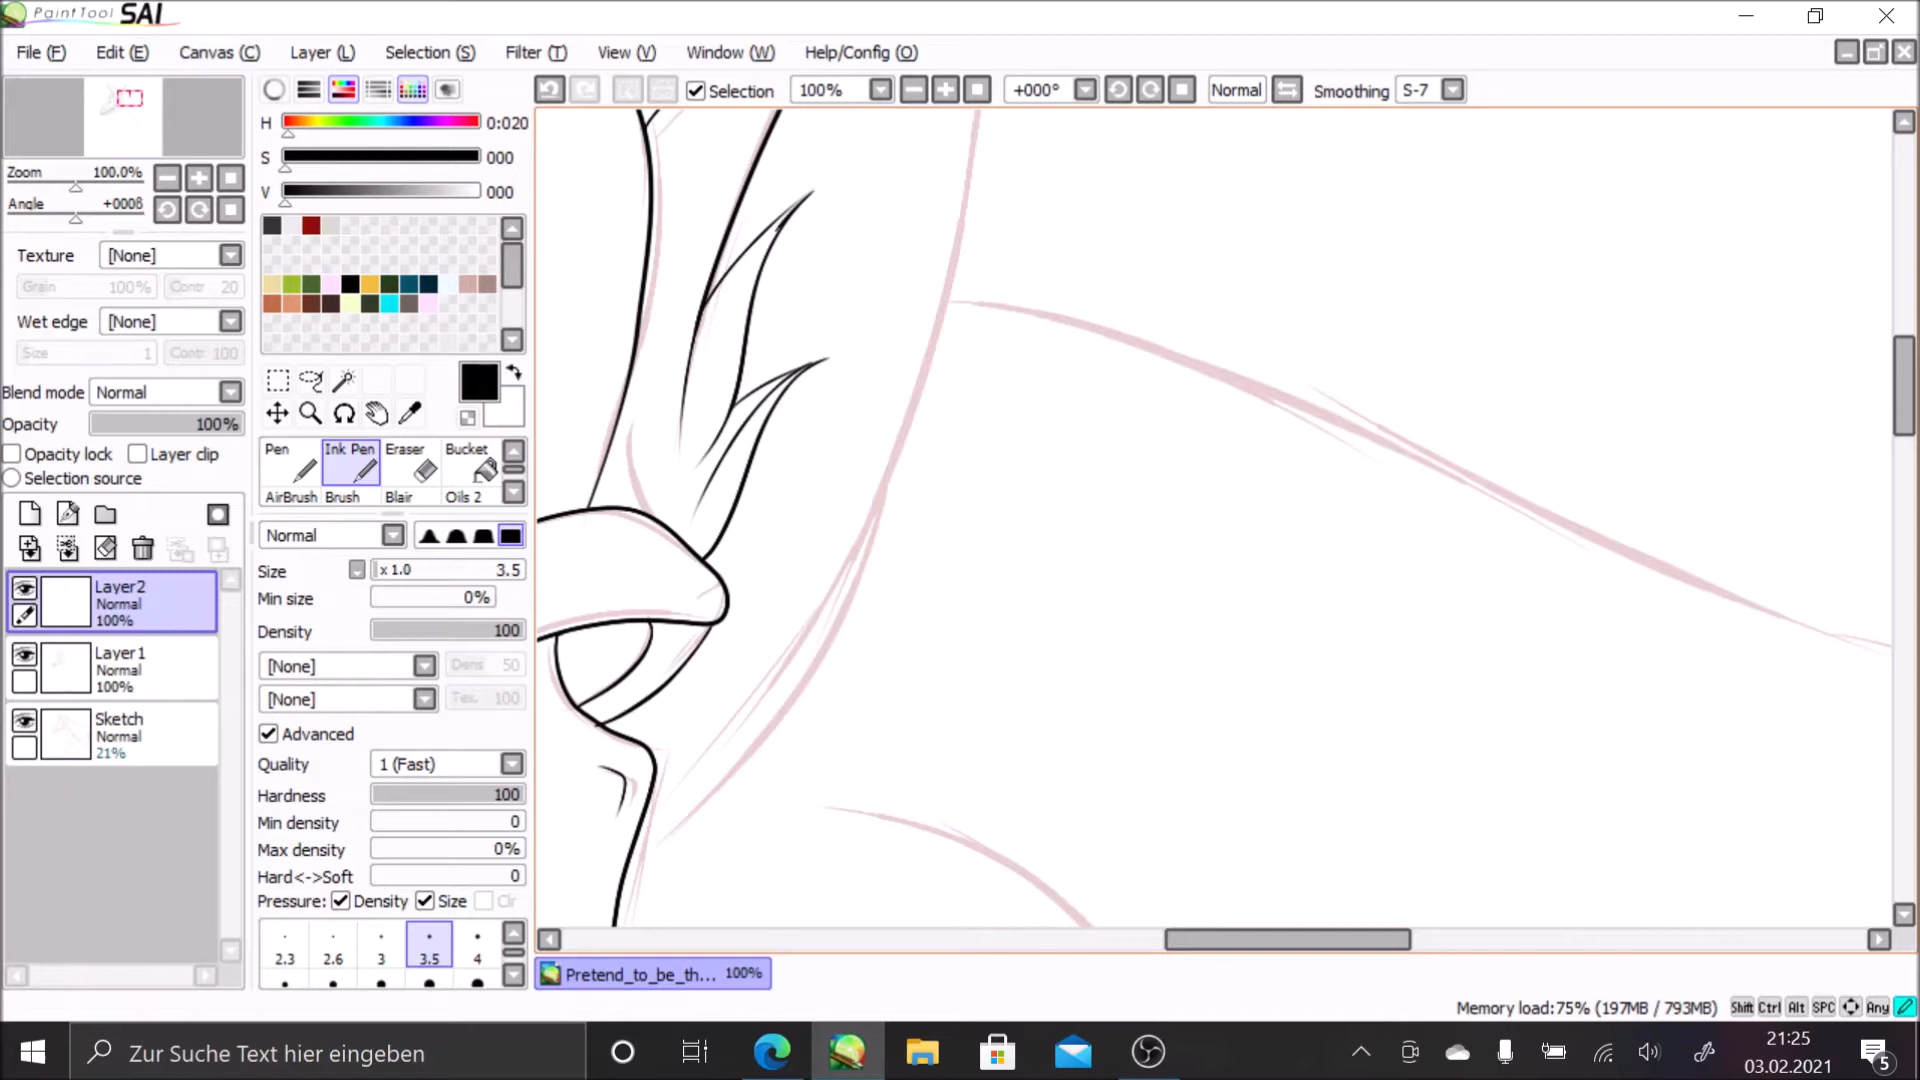 PaintTool SAI
File (F) Edit (E) Canvas (C) Layer (L) Selection (S) Filter (T) View (V) Window (W) Help/Config (O)
Selection 100% +000° Normal Smoothing S-7
H 0:020
S 000
V 000
Zoom 100.0%
Angle
Texture [None]
Grain 100% Contr 20
Wet edge [None]
Size 1 Contr 100
Blend mode Normal
Opacity 100%
Opacity lock Layer clip
Selection source
Layer2
Normal
100%
Layer1
Normal
100%
Sketch
Normal
21%
Pen Ink Pen Eraser Bucket
AirBrush Brush Blair Oils 2
Normal
Size x 1.0 3.5
Min size 0%
Density 100
[None] Dens 50
[None] Tex. 100
Advanced
Quality 1 (Fast)
Hardness 100
Min density 0
Max density 0%
Hard<->Soft 0
Pressure: Density Size Clr
2.3 2.6 3 3.5 4
Pretend_to_be_th... 100%
Memory load:75% (197MB / 793MB) Shift Ctrl Alt SPC Any
Zur Suche Text hier eingeben
21:25
03.02.2021
5